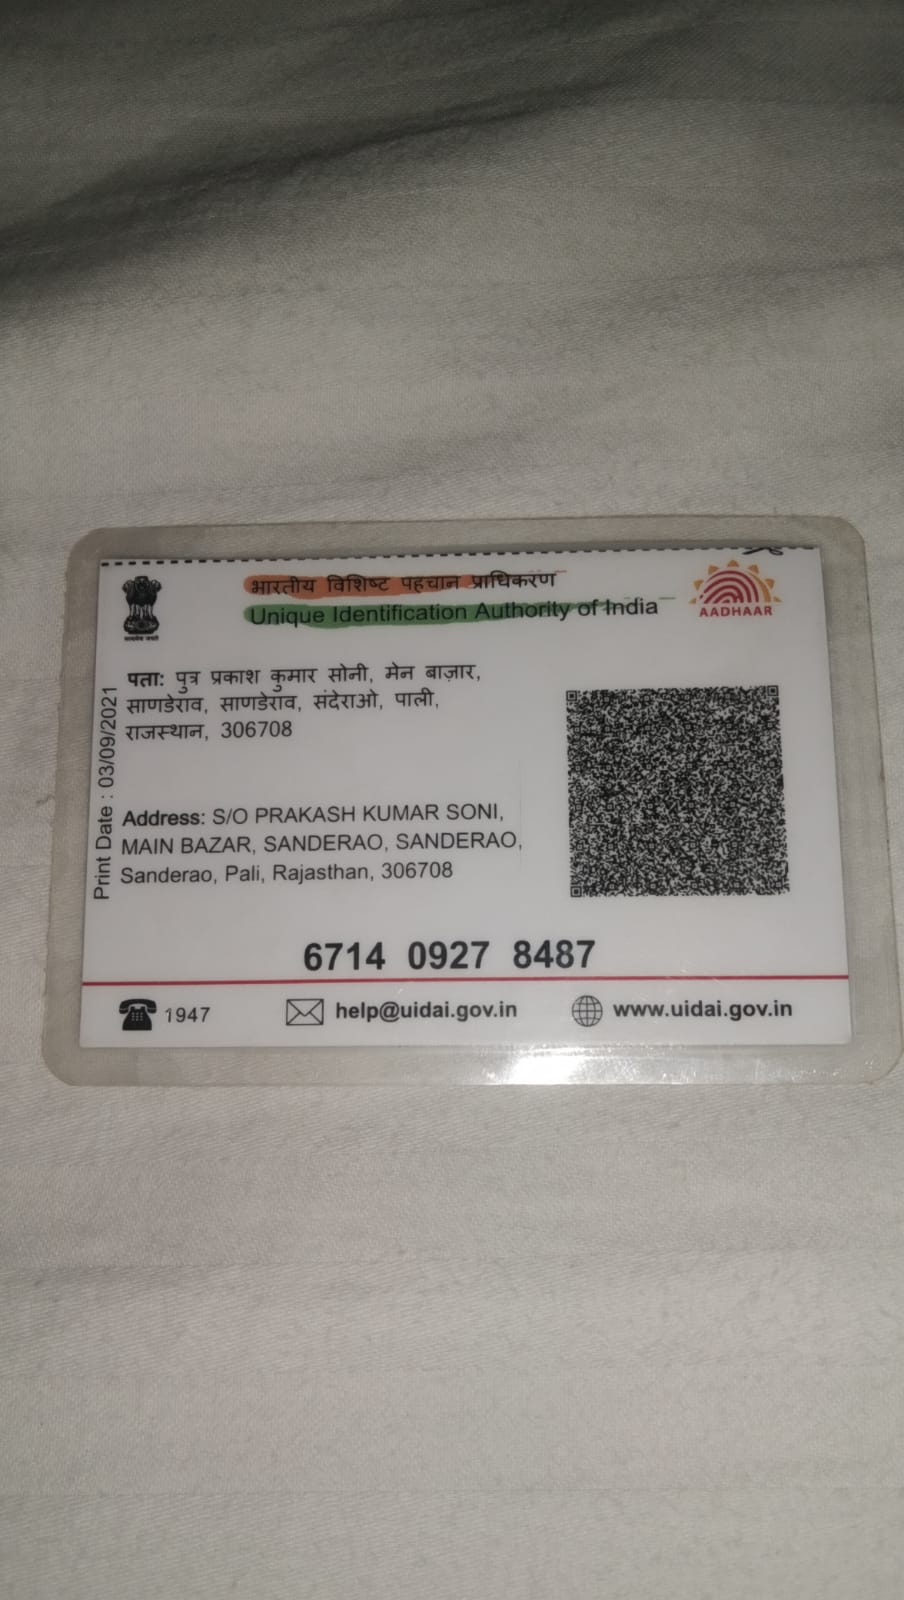 भारतीय विशिष्ट पहचान प्राधिकरण
Unique Identification Authority of India
AADHAAR
सत्यमेव जयते
Print Date : 03/09/2021
पता: पुत्र प्रकाश कुमार सोनी, मेन बाज़ार,
साणडेराव, साणडेराव, संदेराओ, पाली,
राजस्थान, 306708
Address: S/O PRAKASH KUMAR SONI,
MAIN BAZAR, SANDERAO, SANDERAO,
Sanderao, Pali, Rajasthan, 306708
6714 0927 8487
1947
help@uidai.gov.in
www.uidai.gov.in